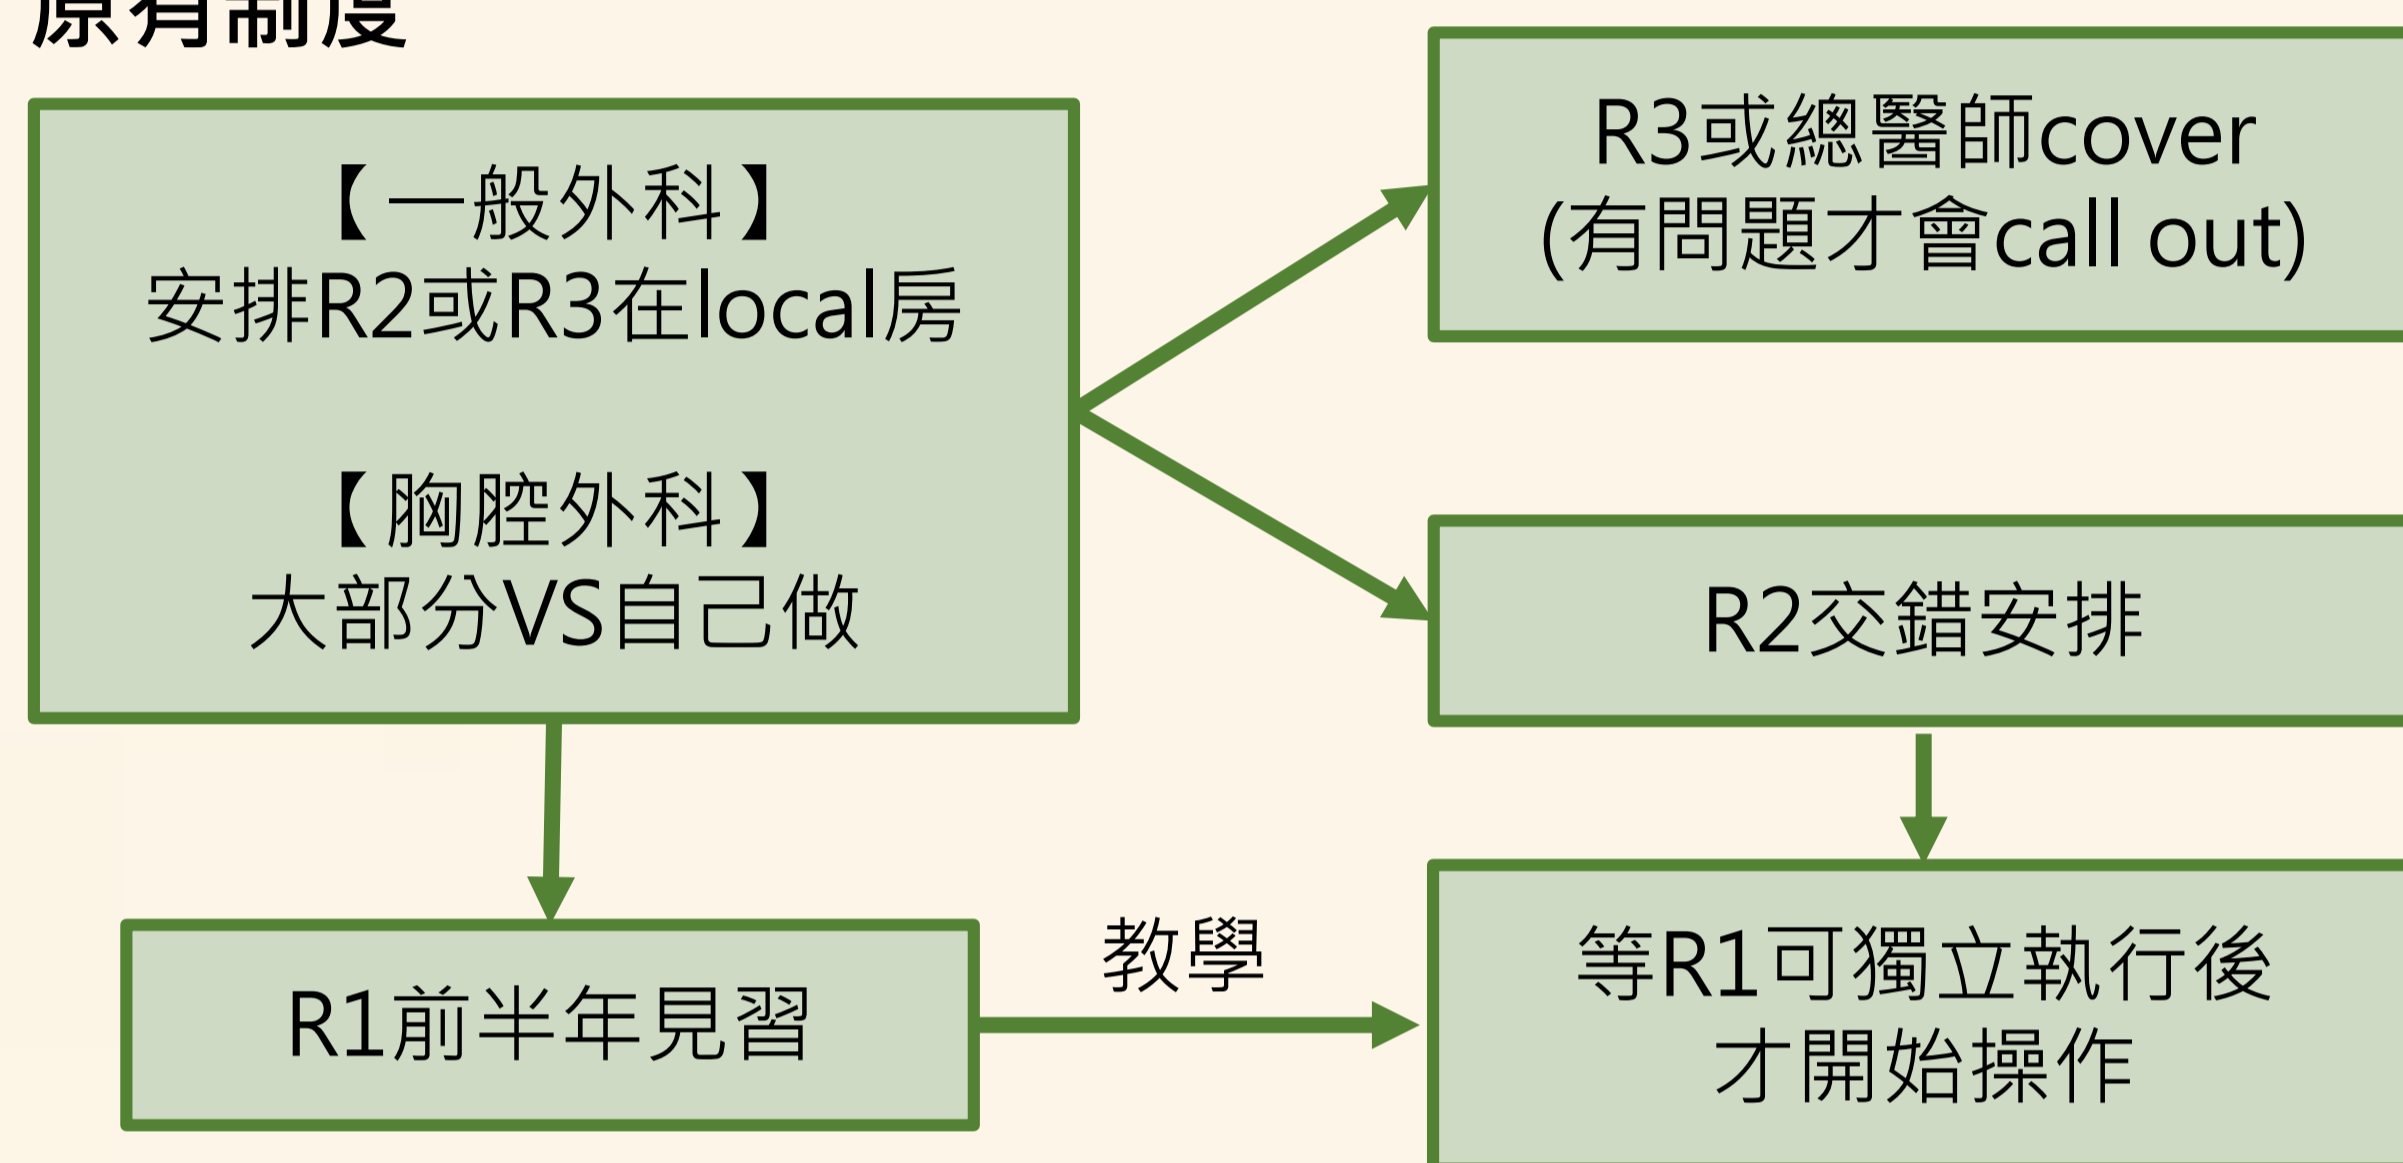 原有制度
【一般外科】
安排R2或R3在local房
【胸腔外科】
大部分VS自己做
R3或總醫師cover
(有問題才會call out)
R2交錯安排
R1前半年見習
教學
等R1可獨立執行後
才開始操作